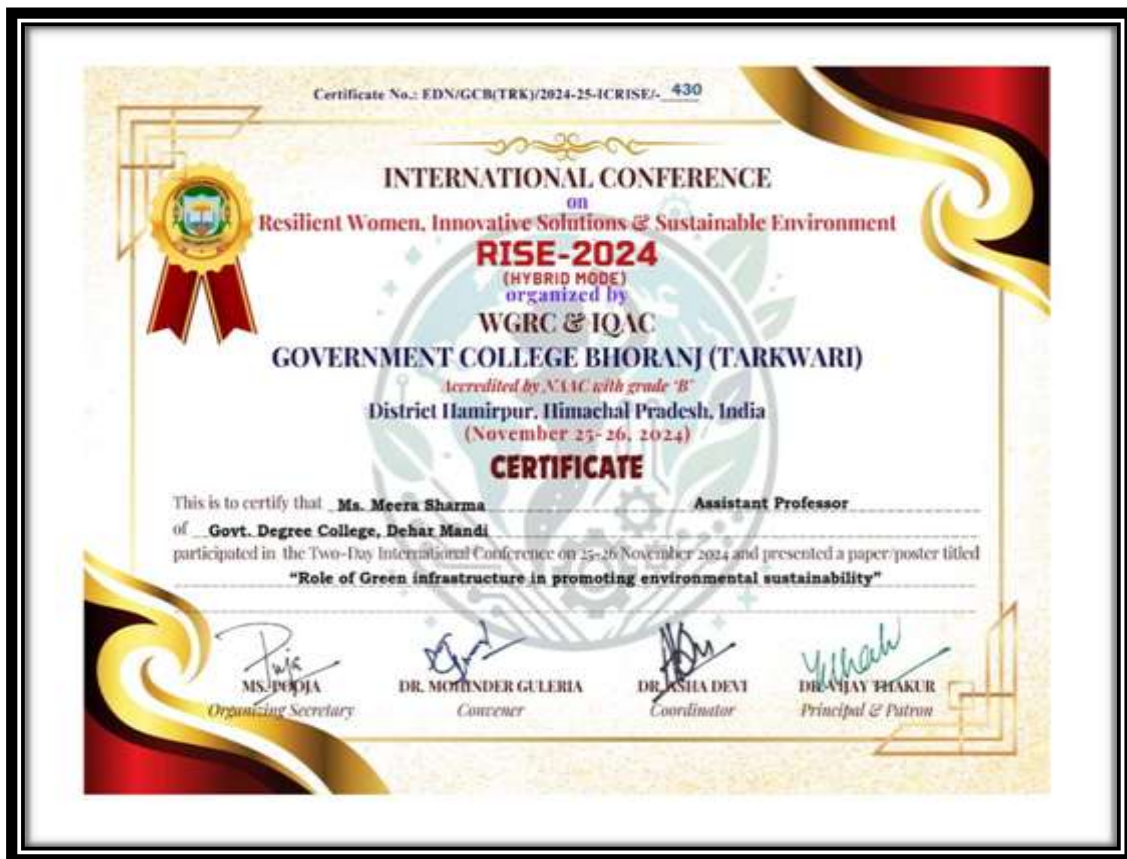 Certificate No.: EDN/GCB(TRK)/2024-25-ICRISE/- 430
INTERNATIONAL CONFERENCE
on
Resilient Women, Innovative Solutions & Sustainable Environment
RISE-2024
(HYBRID MODE)
organized by
WGRC & IQAC
GOVERNMENT COLLEGE BHORANJ (TARKWARI)
Accredited by NAAC with grade 'B'
District Hamirpur, Himachal Pradesh, India
(November 25-26, 2024)
CERTIFICATE
This is to certify that Ms. Meera Sharma Assistant Professor
of Govt. Degree College, Dehar Mandi
participated in the Two-Day International Conference on 25-26 November 2024 and presented a paper/poster titled
"Role of Green infrastructure in promoting environmental sustainability"
Puja
MS. POOJA DR. MOHINDER GULERIA DR. ASHA DEVI DR. VIJAY THAKUR
Organizing Secretary Convener Coordinator Principal & Patron